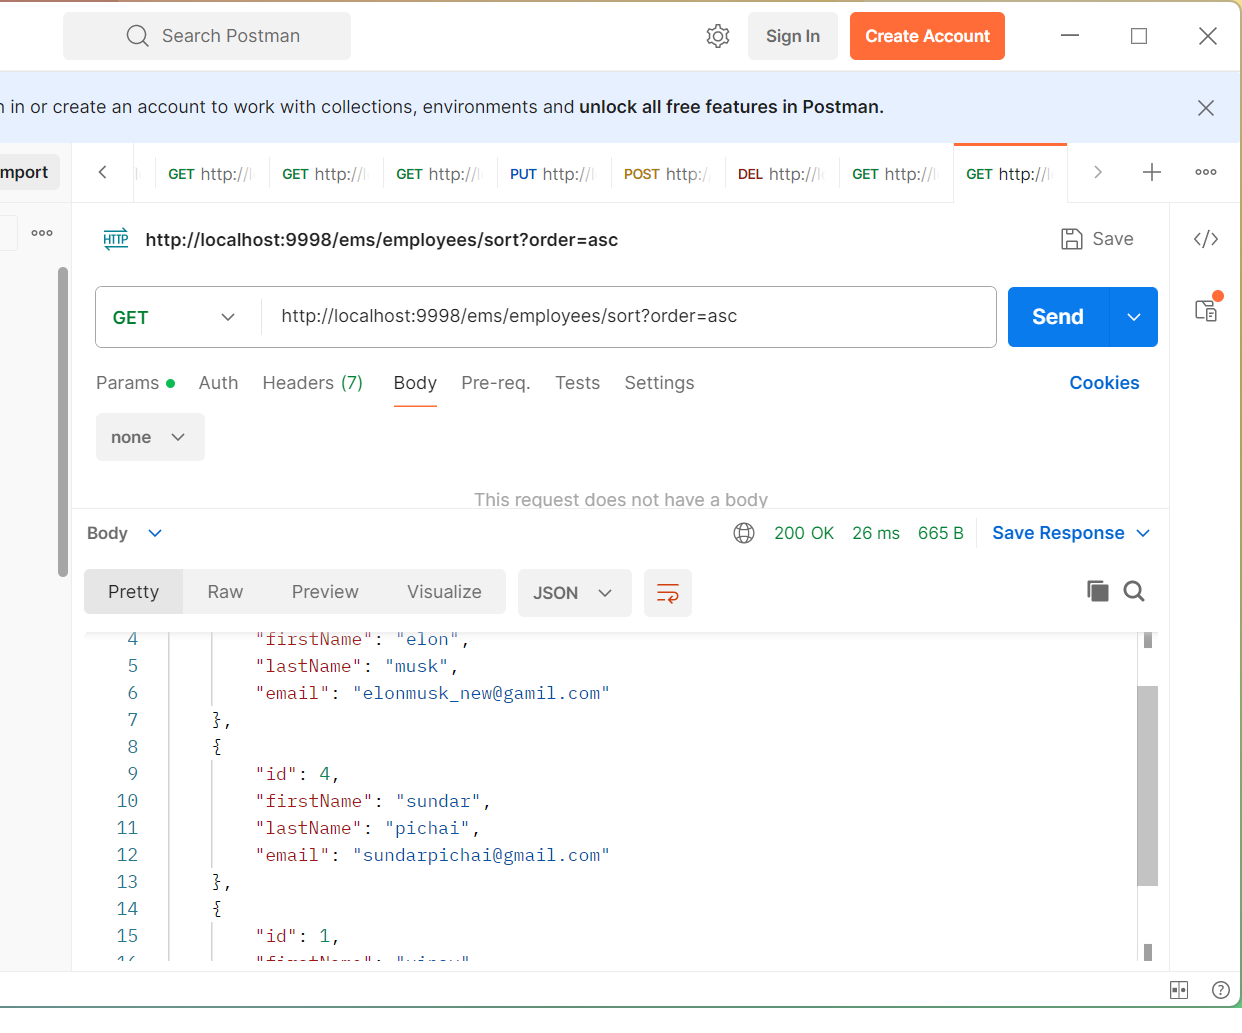 Search Postman
Sign In
Create Account
in or create an account to work with collections, environments and unlock all free features in Postman.
mport
GET http://l
GET http://l
GET http://l
PUT http://l
POST http:/
DEL http://l
GET http://l
GET http://l
HTTP http://localhost:9998/ems/employees/sort?order=asc
Save
</>
GET
http://localhost:9998/ems/employees/sort?order=asc
Send
Params
Auth
Headers (7)
Body
Pre-req.
Tests
Settings
Cookies
none
This request does not have a body
Body
200 OK
26 ms
665 B
Save Response
Pretty
Raw
Preview
Visualize
JSON
4 "firstName": "elon",
5 "lastName": "musk",
6 "email": "elonmusk_new@gamil.com"
7 },
8 {
9 "id": 4,
10 "firstName": "sundar",
11 "lastName": "pichai",
12 "email": "sundarpichai@gmail.com"
13 },
14 {
15 "id": 1,
16 "firstName":